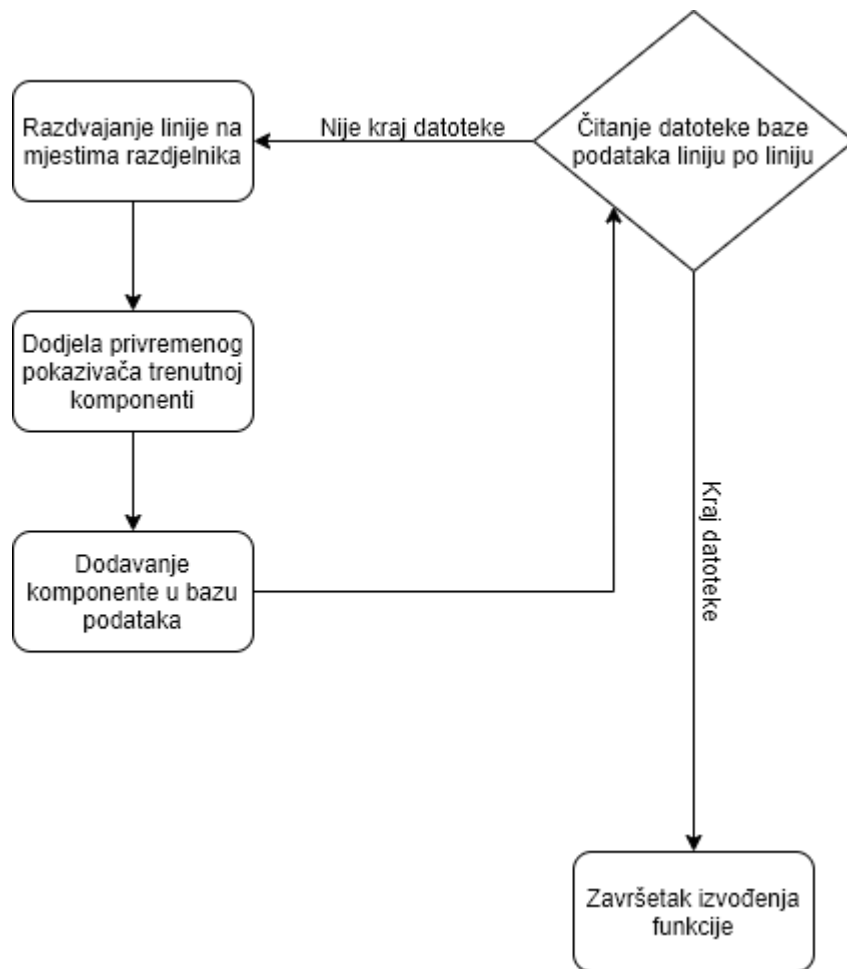 Čitanje datoteke baze
podataka liniju po liniju
Nije kraj datoteke
Razdvajanje linije na
mjestima razdjelnika
Dodjela privremenog
pokazivača trenutnoj
komponenti
Dodavanje
komponente u bazu
podataka
Kraj datoteke
Završetak izvođenja
funkcije